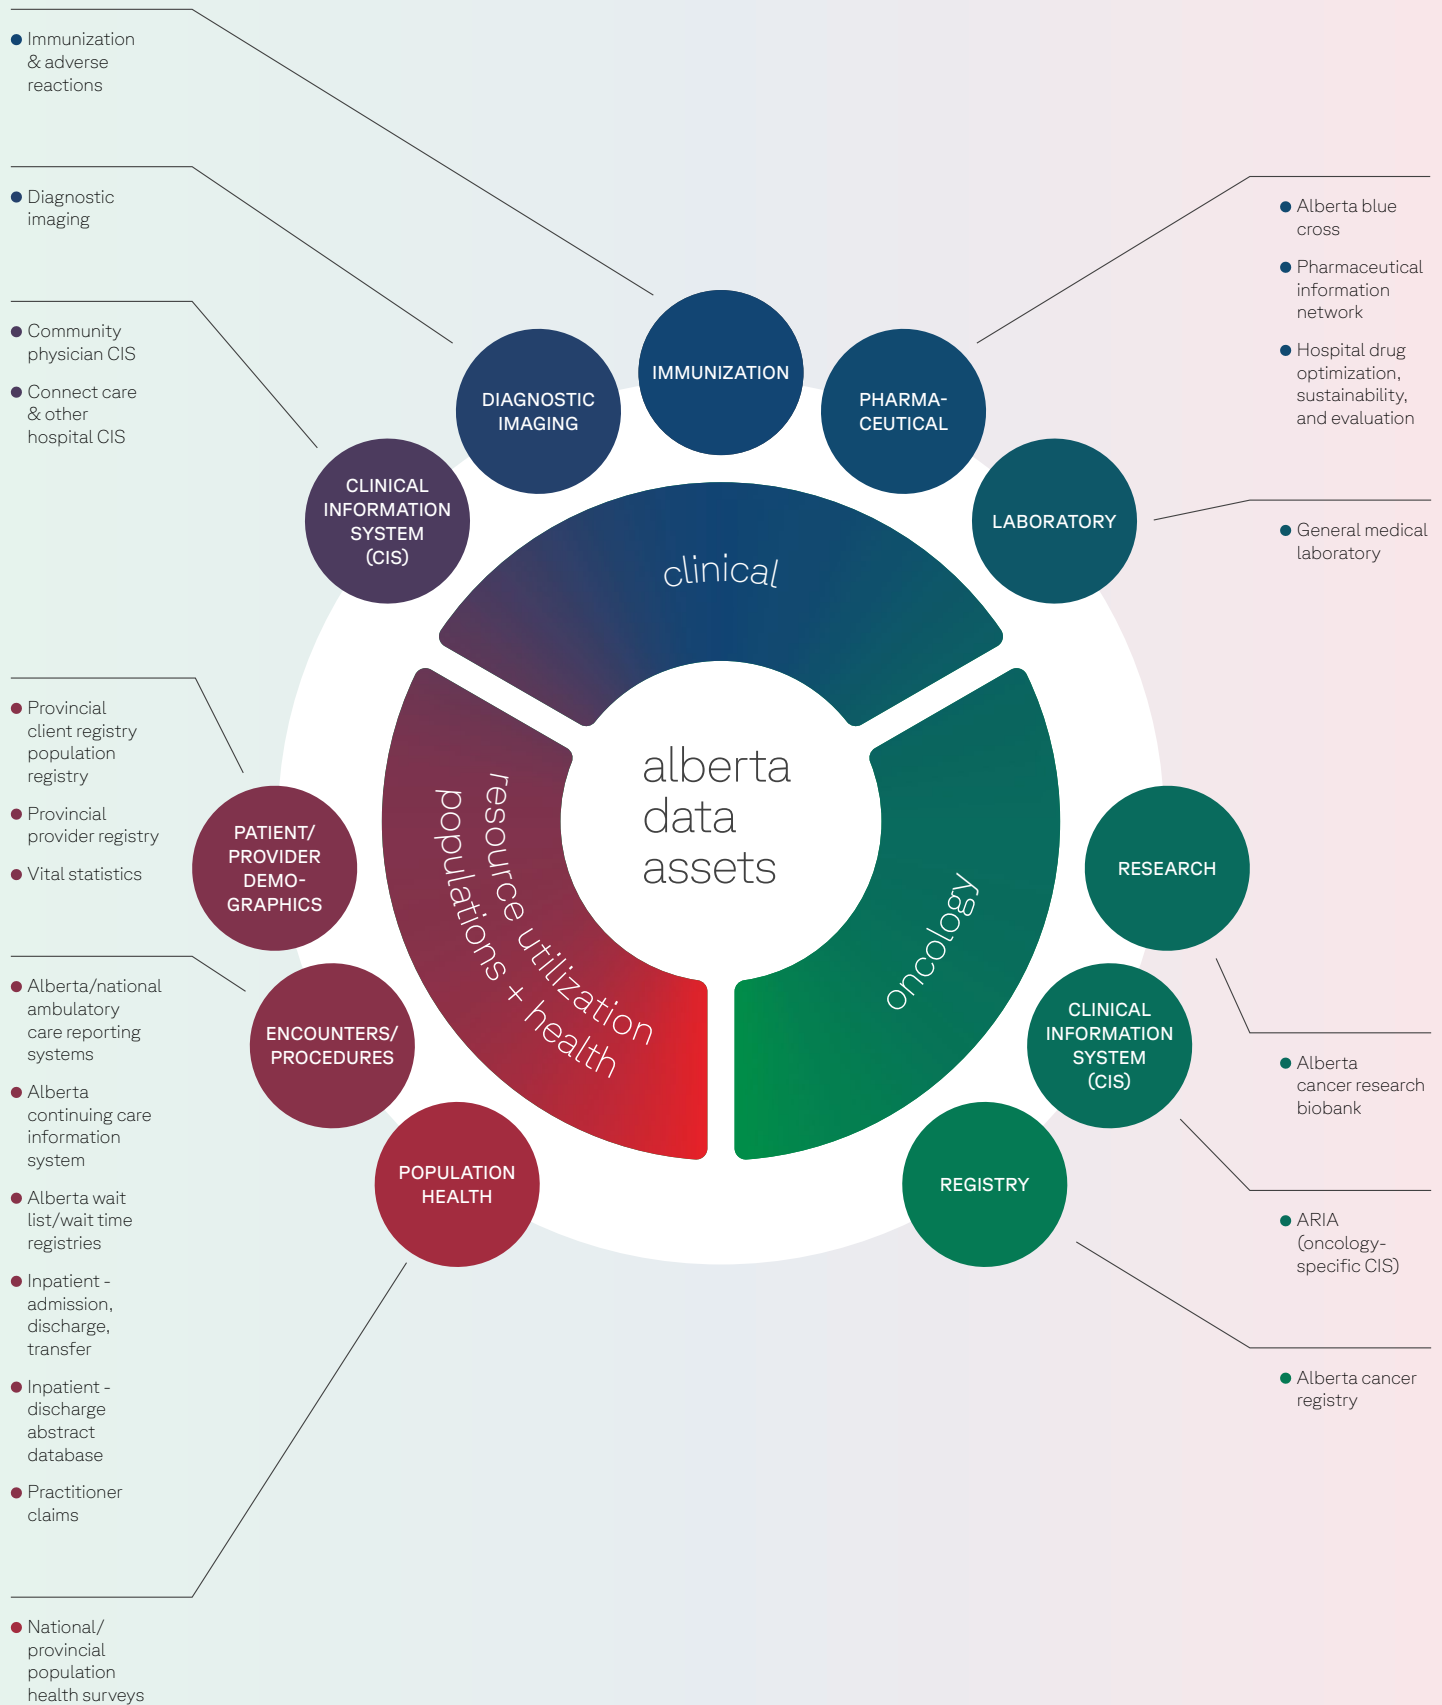 Immunization
& adverse
reactions
Diagnostic
imaging
Community
physician CIS
Connect care
& other
hospital CIS
Provincial
client registry
population
registry
Provincial
provider registry
Vital statistics
Alberta/national
ambulatory
care reporting
systems
Alberta
continuing care
information
system
Alberta wait
list/wait time
registries
Inpatient -
admission,
discharge,
transfer
Inpatient -
discharge
abstract
database
Practitioner
claims
National/
provincial
population
health surveys
IMMUNIZATION
DIAGNOSTIC
IMAGING
PHARMA-
CEUTICAL
CLINICAL
INFORMATION
SYSTEM
(CIS)
LABORATORY
clinical
alberta
data
assets
resource utilization
populations + health
oncology
PATIENT/
PROVIDER
DEMO-
GRAPHICS
ENCOUNTERS/
PROCEDURES
POPULATION
HEALTH
RESEARCH
CLINICAL
INFORMATION
SYSTEM
(CIS)
REGISTRY
Alberta blue
cross
Pharmaceutical
information
network
Hospital drug
optimization,
sustainability,
and evaluation
General medical
laboratory
Alberta
cancer research
biobank
ARIA
(oncology-
specific CIS)
Alberta cancer
registry